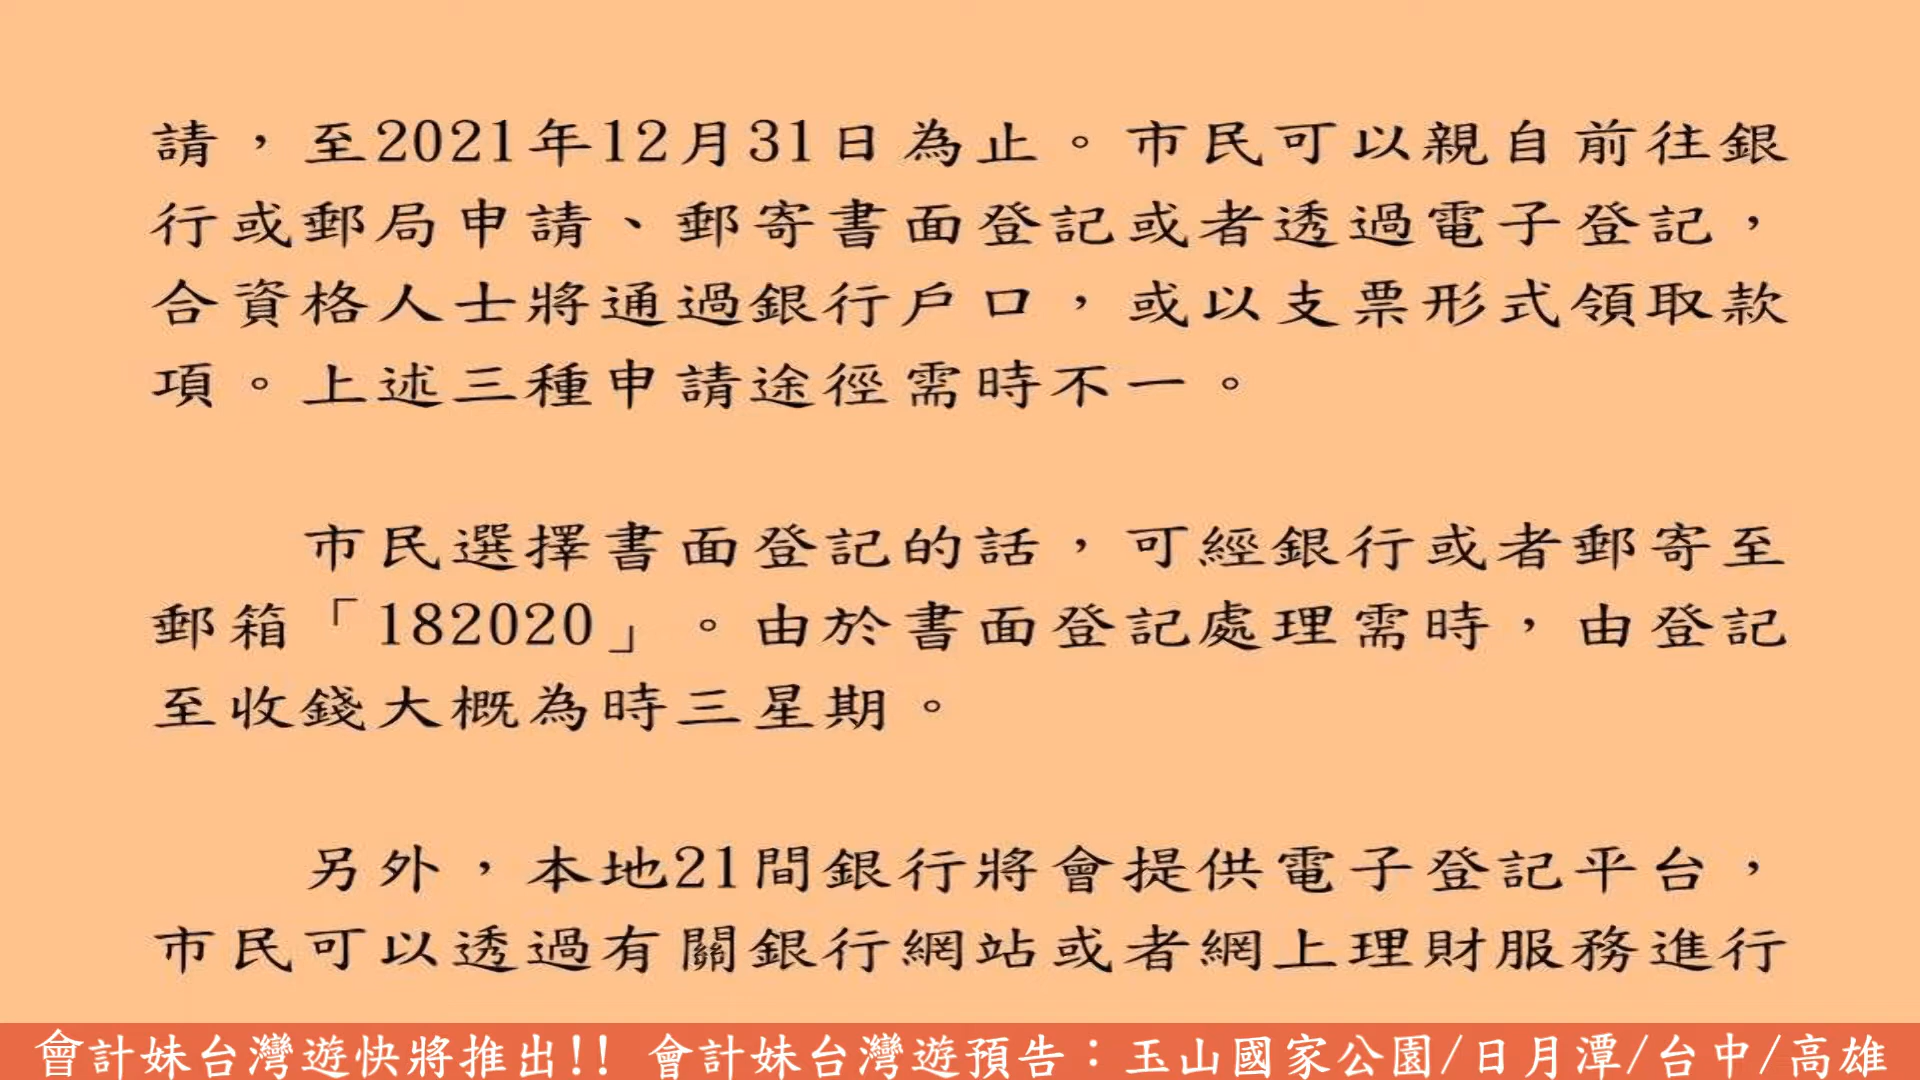 請，至2021年12月31日為止。市民可以親自前往銀
行或郵局申請、郵寄書面登記或者透過電子登記，
合資格人士將通過銀行戶口，或以支票形式領取款
項。上述三種申請途徑需時不一。
市民選擇書面登記的話，可經銀行或者郵寄至
郵箱「182020」。由於書面登記處理需時，由登記
至收錢大概為時三星期。
另外，本地21間銀行將會提供電子登記平台，
市民可以透過有關銀行網站或者網上理財服務進行
會計妹台灣遊快將推出!! 會計妹台灣遊預告：玉山國家公園/日月潭/台中/高雄